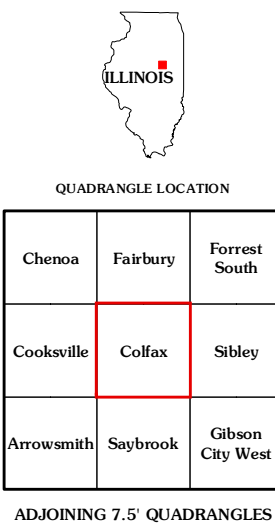 ILLINOIS
QUADRANGLE LOCATION
Chenoa
Fairbury
Forrest
South
Cooksville
Colfax
Sibley
Arrowsmith
Saybrook
Gibson
City West
ADJOINING 7.5' QUADRANGLES